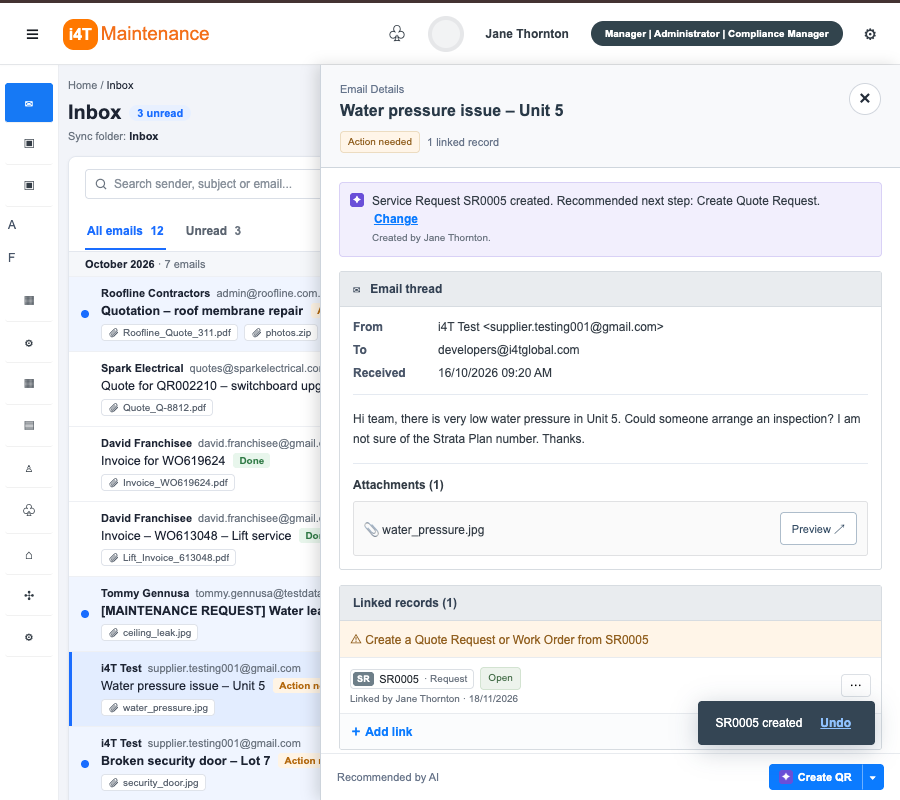 i4T Maintenance
Jane Thornton
Manager | Administrator | Compliance Manager
A
F
Home / Inbox
Inbox 3 unread
Sync folder: Inbox
Search sender, subject or email...
All emails 12 Unread 3
October 2026 · 7 emails
Roofline Contractors admin@roofline.com.
Quotation – roof membrane repair
Roofline_Quote_311.pdf photos.zip
Spark Electrical quotes@sparkelectrical.co
Quote for QR002210 – switchboard upg
Quote_Q-8812.pdf
David Franchisee david.franchisee@gmail.
Invoice for WO619624 Done
Invoice_WO619624.pdf
David Franchisee david.franchisee@gmail.
Invoice – WO613048 – Lift service Do
Lift_Invoice_613048.pdf
Tommy Gennusa tommy.gennusa@testdata
[MAINTENANCE REQUEST] Water lea
ceiling_leak.jpg
i4T Test supplier.testing001@gmail.com
Water pressure issue – Unit 5 Action n
water_pressure.jpg
i4T Test supplier.testing001@gmail.com
Broken security door – Lot 7 Action
security_door.jpg
Email Details
Water pressure issue – Unit 5
Action needed 1 linked record
Service Request SR0005 created. Recommended next step: Create Quote Request.
Change
Created by Jane Thornton.
Email thread
From i4T Test <supplier.testing001@gmail.com>
To developers@i4tglobal.com
Received 16/10/2026 09:20 AM
Hi team, there is very low water pressure in Unit 5. Could someone arrange an inspection? I am
not sure of the Strata Plan number. Thanks.
Attachments (1)
water_pressure.jpg Preview
Linked records (1)
Create a Quote Request or Work Order from SR0005
SR SR0005 · Request Open
Linked by Jane Thornton · 18/11/2026
+ Add link
SR0005 created Undo
Recommended by AI
Create QR